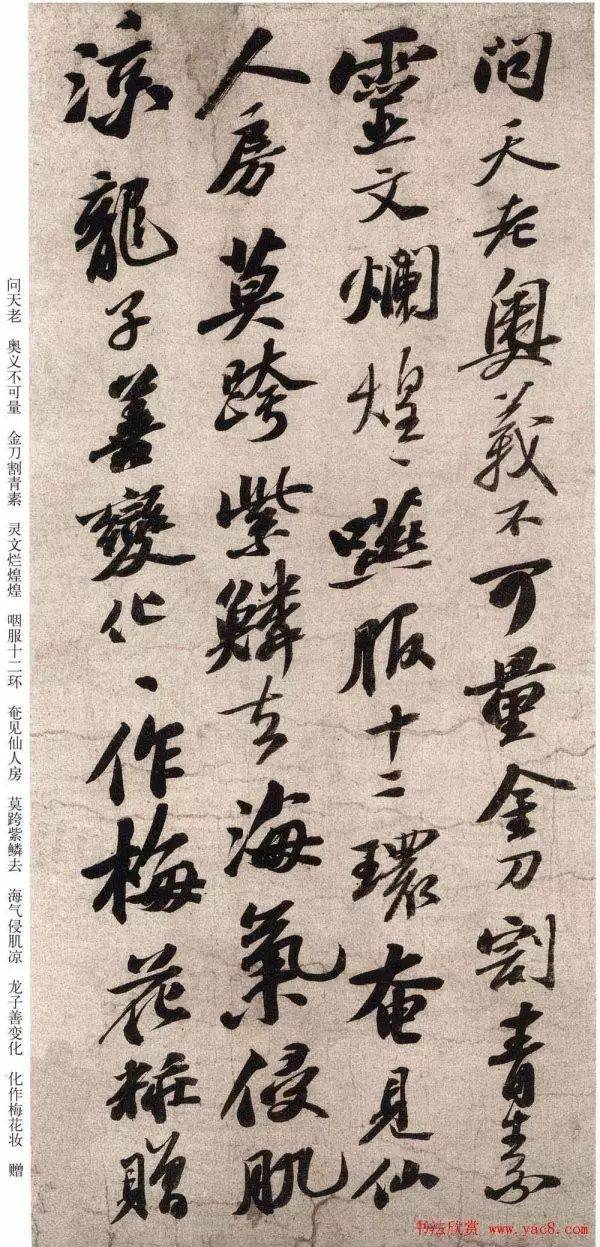 问天老奥義不可量金刀割青素
靈文爛煌〻嚥服十二環奄見仙
人房莫跨紫鱗去海氣侵肌
凉龍子善變化〻作梅花粧贈
问天老 奥义不可量 金刀割青素 灵文烂煌煌 咽服十二环 奄见仙人房 莫跨紫鳞去 海气侵肌凉 龙子善变化 化作梅花妆 赠
书法欣赏 www.yac8.com